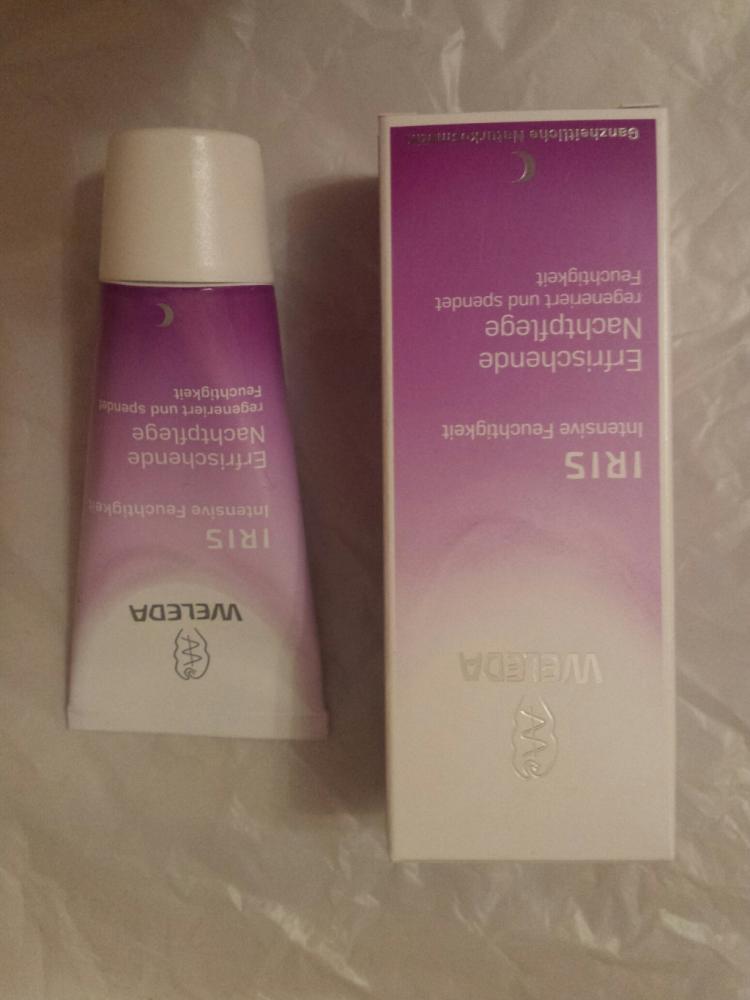 WELEDA
IRIS
Intensive Feuchtigkeit
Erfrischende
Nachtpflege
regeneriert und spendet
Feuchtigkeit
WELEDA
IRIS
Intensive Feuchtigkeit
Erfrischende
Nachtpflege
regeneriert und spendet
Feuchtigkeit
Ganzheitliche Naturkosmetik